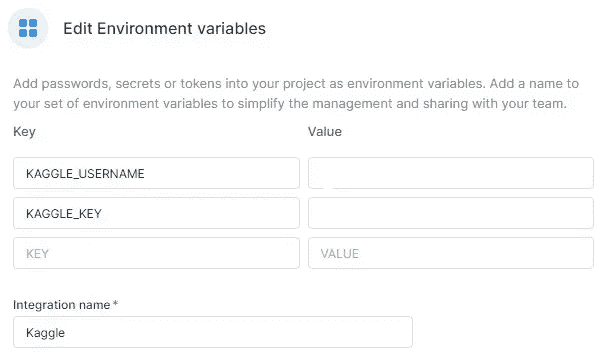 Edit Environment variables
Add passwords, secrets or tokens into your project as environment variables. Add a name to
your set of environment variables to simplify the management and sharing with your team.
Key Value
KAGGLE_USERNAME
KAGGLE_KEY
KEY VALUE
Integration name *
Kaggle